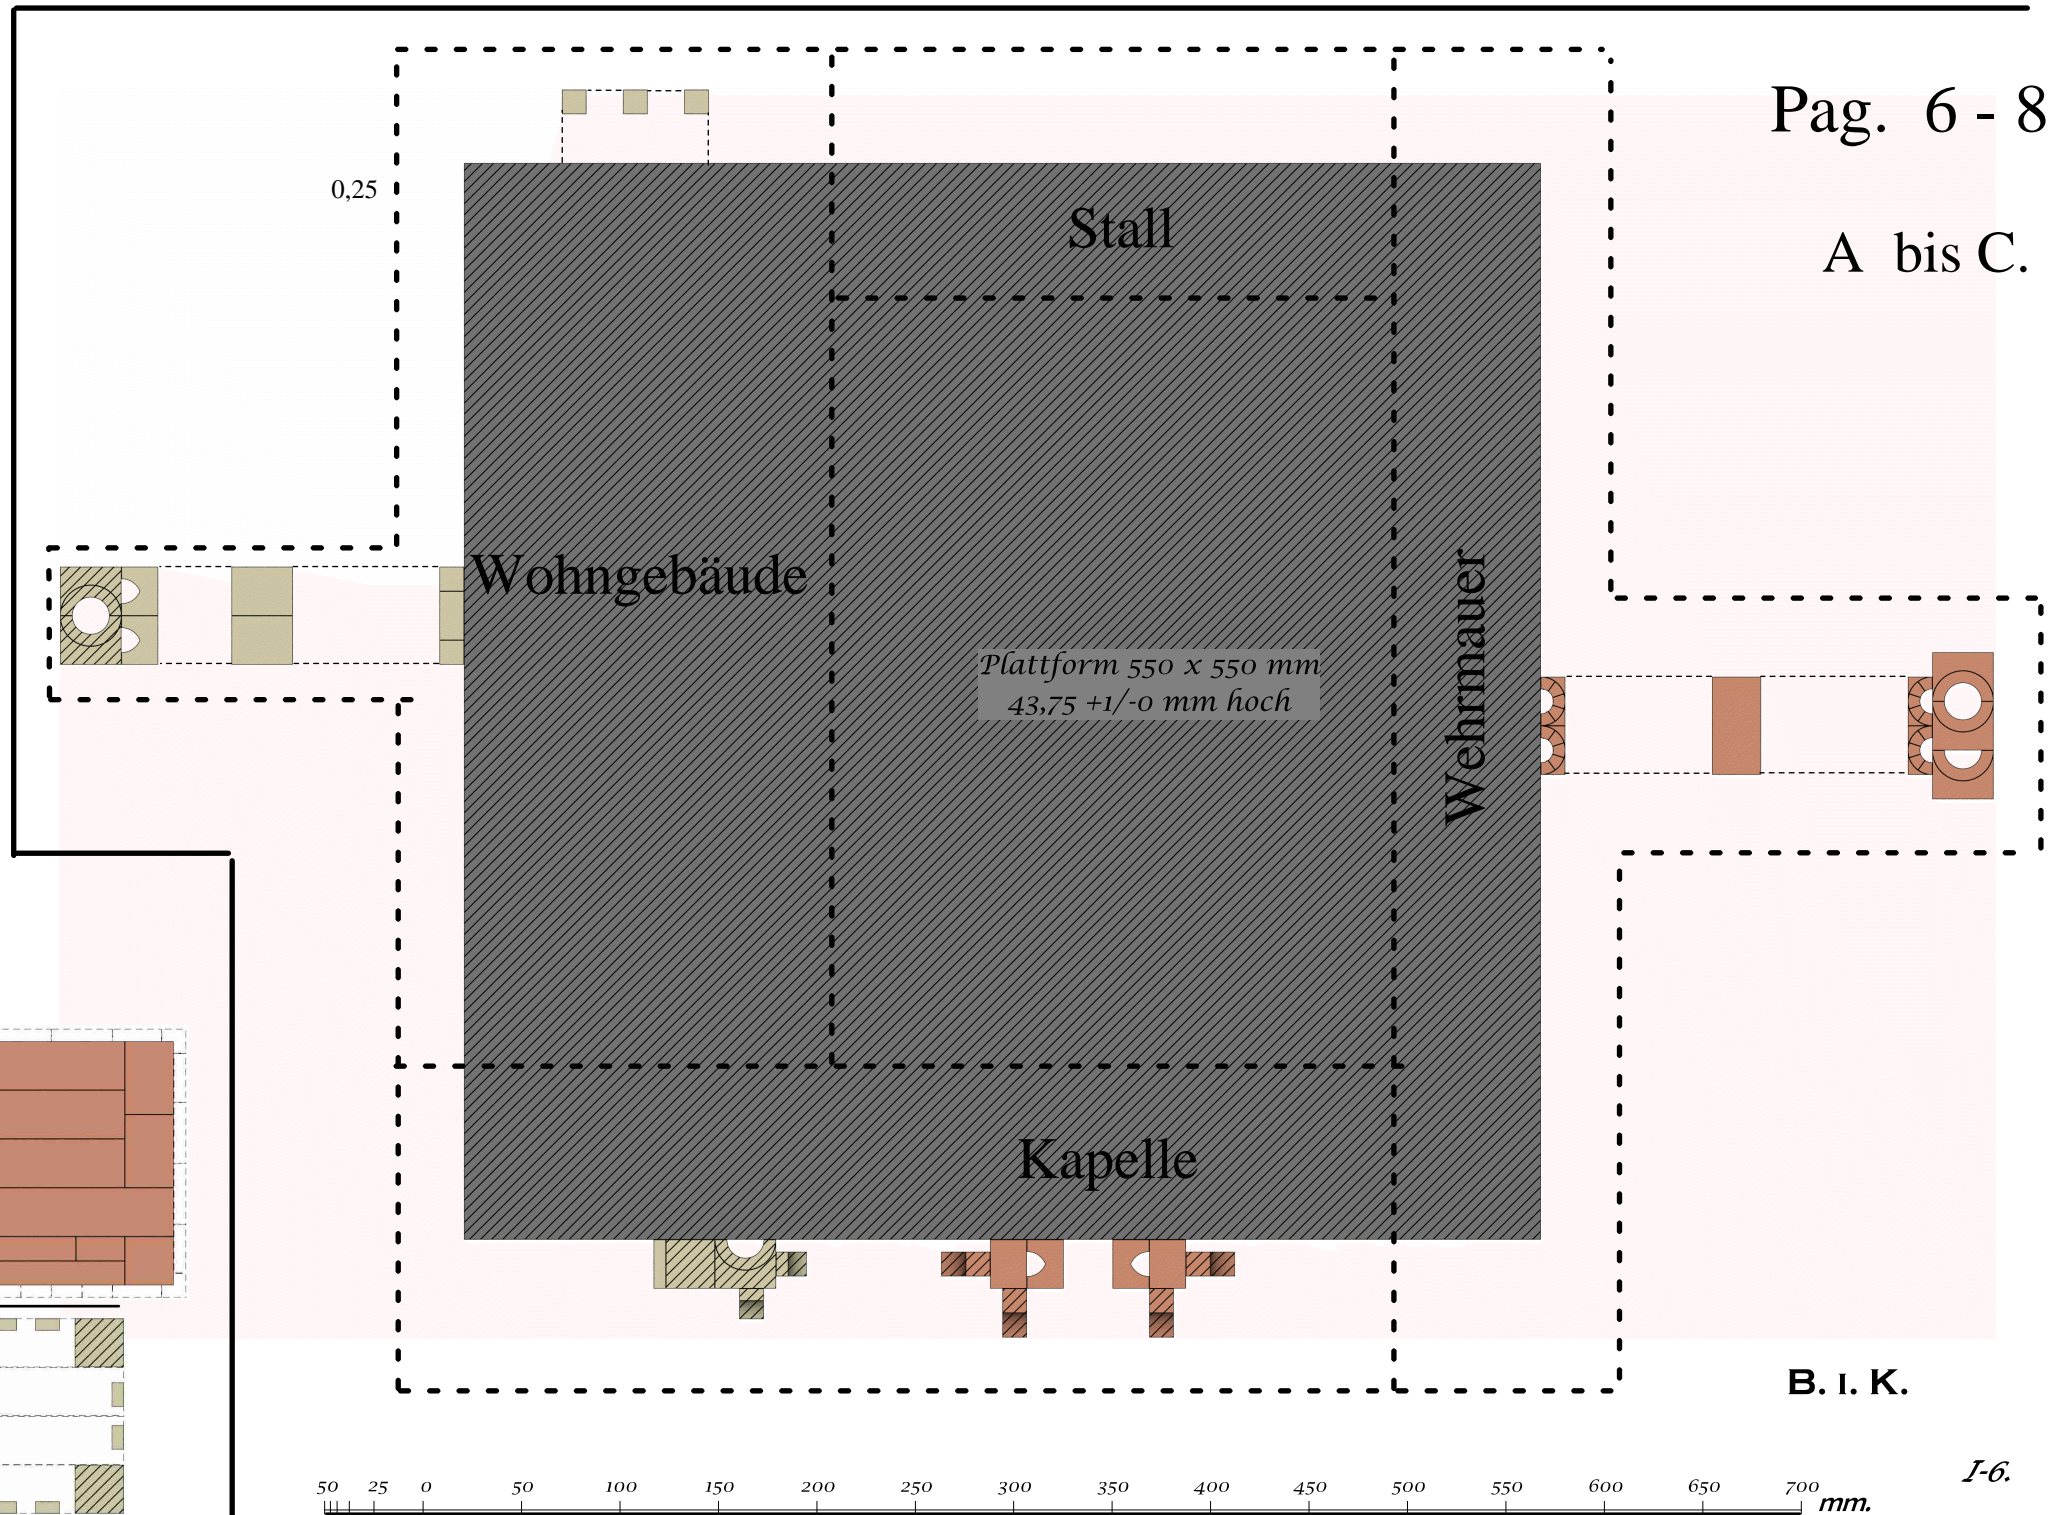 Pag. 6 - 8
0,25
Stall
A bis C.
Wohngebäude
Wehrmauer
Plattform 550 x 550 mm
43,75 +1/-0 mm hoch
Kapelle
B. I. K.
I-6.
50 25 0 50 100 150 200 250 300 350 400 450 500 550 600 650 700 mm.